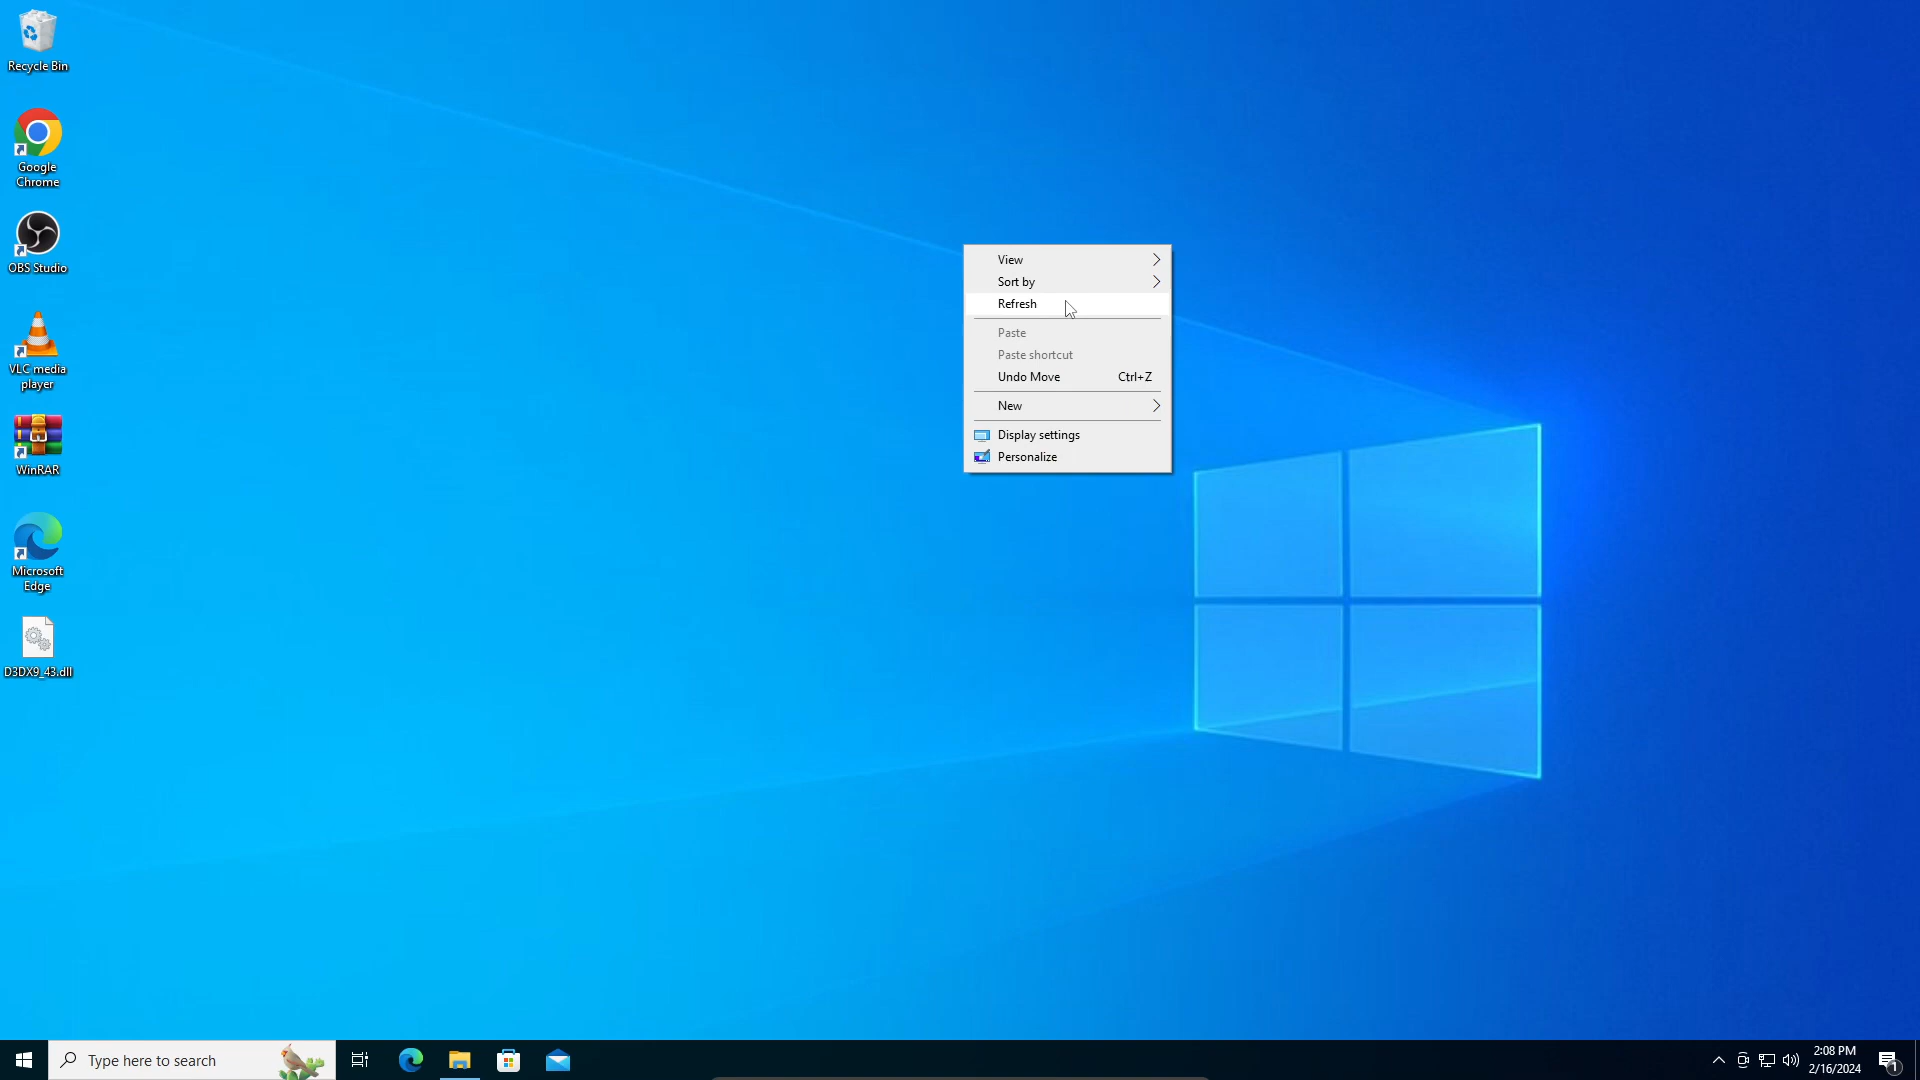 Recycle Bin
Google
Chrome
OBS Studio
VLC media
player
WinRAR
Microsoft
Edge
D3DX9_43.dll
View
Sort by
Refresh
Paste
Paste shortcut
Undo Move Ctrl+Z
New
Display settings
Personalize
Type here to search
2:08 PM
2/16/2024
1